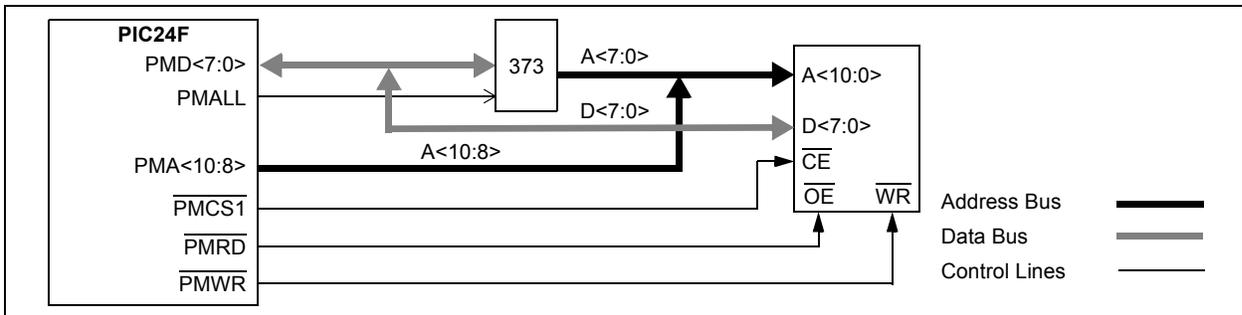 PIC24F
PMD<7:0>
PMALL
PMA<10:8>
PMCS1
PMRD
PMWR
373
A<7:0>
D<7:0>
A<10:8>
A<10:0>
D<7:0>
CE
OE WR
Address Bus
Data Bus
Control Lines